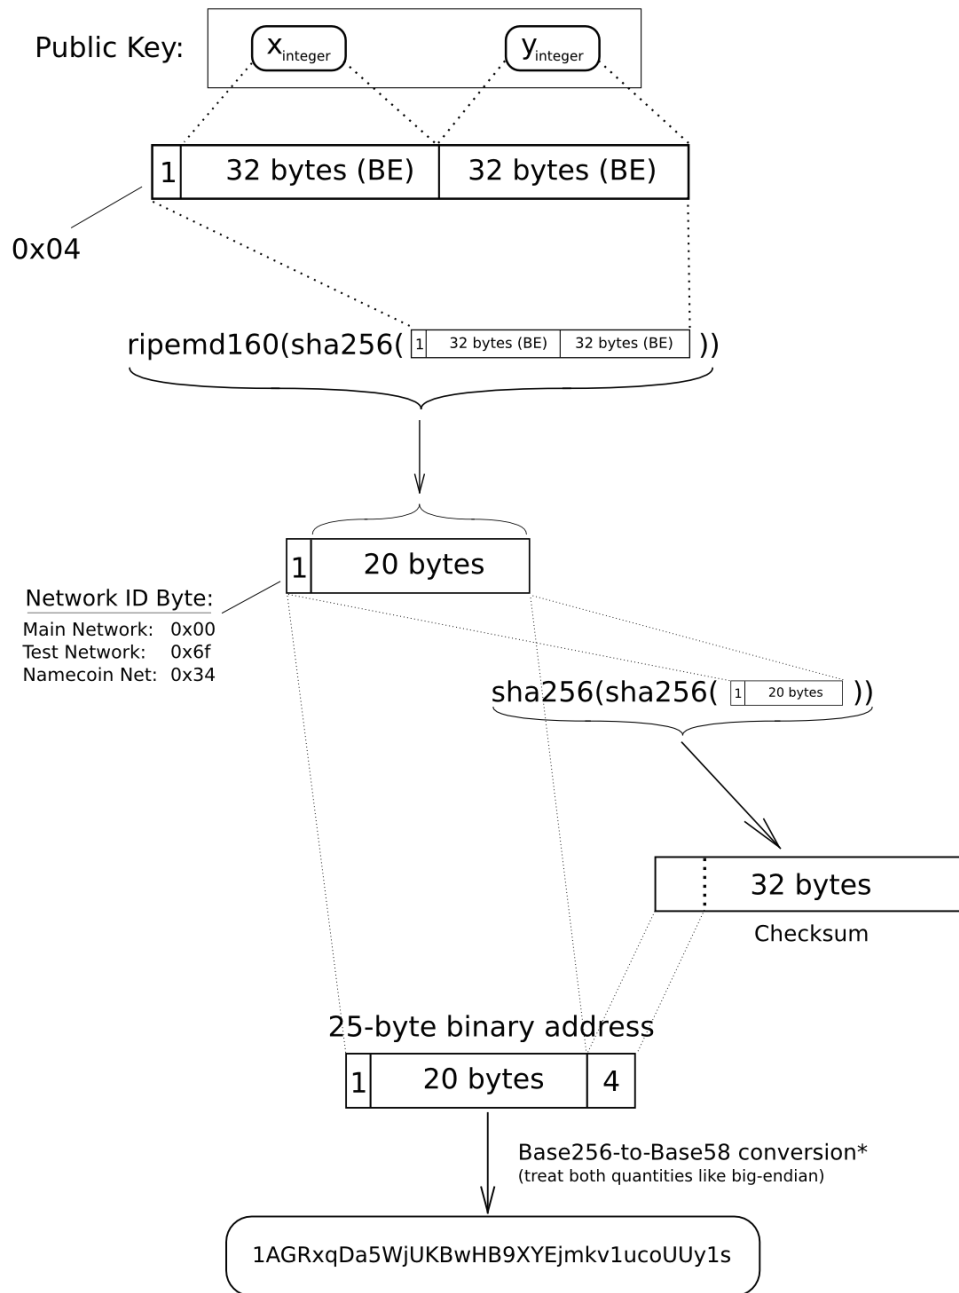 Public Key:
x integer
y integer
1
32 bytes (BE)
32 bytes (BE)
0x04
ripemd160(sha256( 1 32 bytes (BE) 32 bytes (BE) ))
1
20 bytes
Network ID Byte:
Main Network: 0x00
Test Network: 0x6f
Namecoin Net: 0x34
sha256(sha256( 1 20 bytes ))
32 bytes
Checksum
25-byte binary address
1
20 bytes
4
Base256-to-Base58 conversion*
(treat both quantities like big-endian)
1AGRxqDa5WjUKBwHB9XYEjmkv1ucoUUy1s